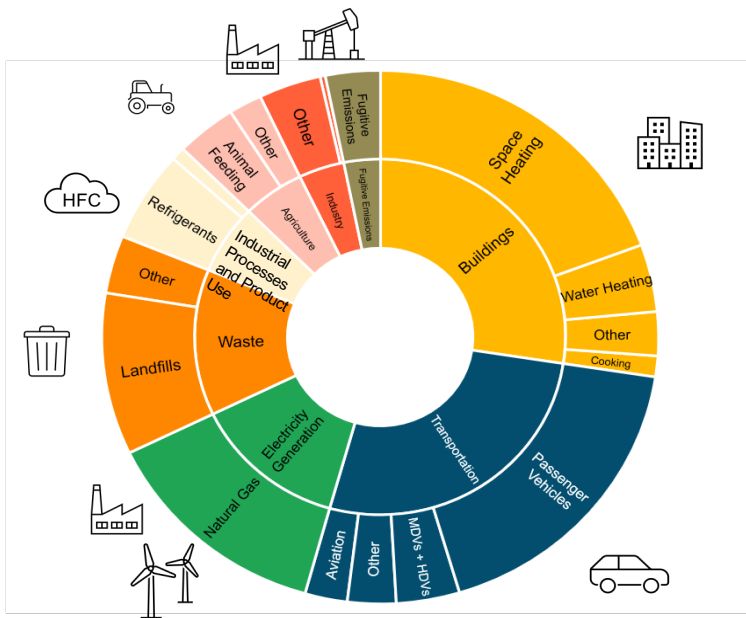 Fugitive
Emissions
Other
Other
Animal
Feeding
HFC
Refrigerants
Other
Landfills
Natural Gas
Aviation
Other
MDVs + HDVs
Passenger
Vehicles
Cooking
Other
Water Heating
Space
Heating
Buildings
Transportation
Electricity
Generation
Waste
Industrial
Processes
and Product
Use
Agriculture
Industry
Fugitive Emissions